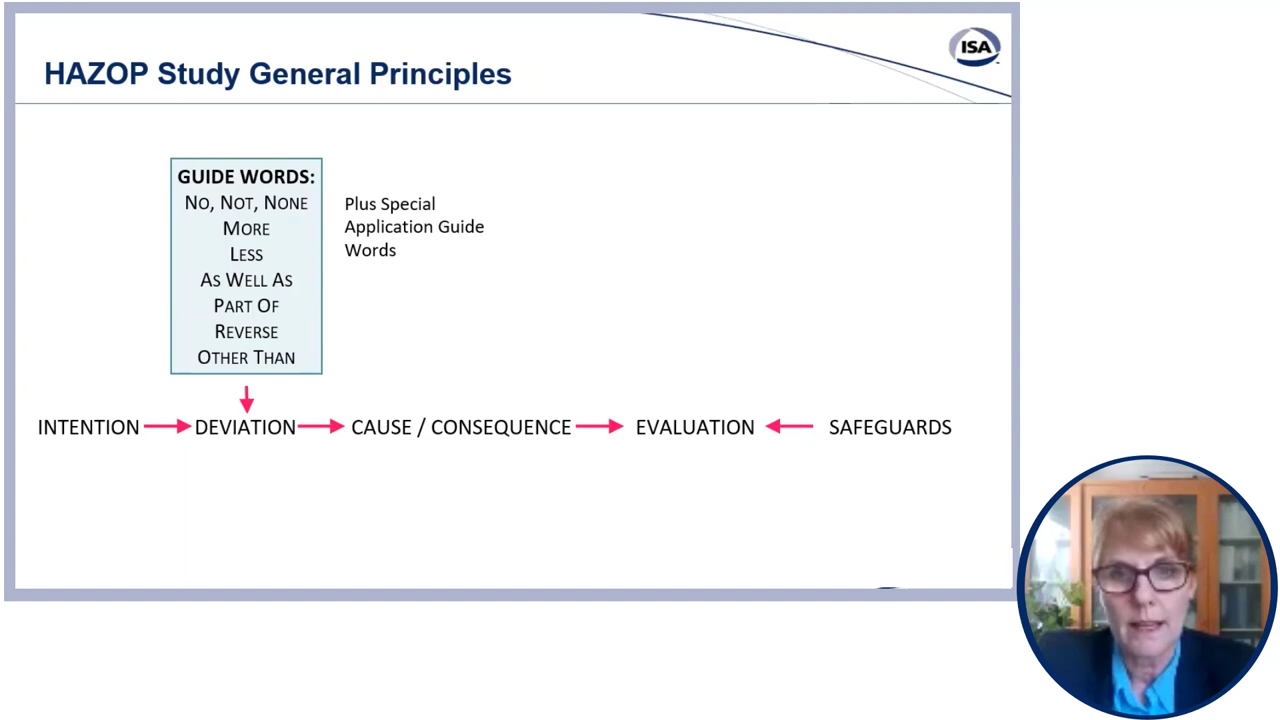 ISA
HAZOP Study General Principles
GUIDE WORDS:
NO, NOT, NONE
MORE
LESS
AS WELL AS
PART OF
REVERSE
OTHER THAN
Plus Special
Application Guide
Words
INTENTION DEVIATION CAUSE / CONSEQUENCE EVALUATION SAFEGUARDS